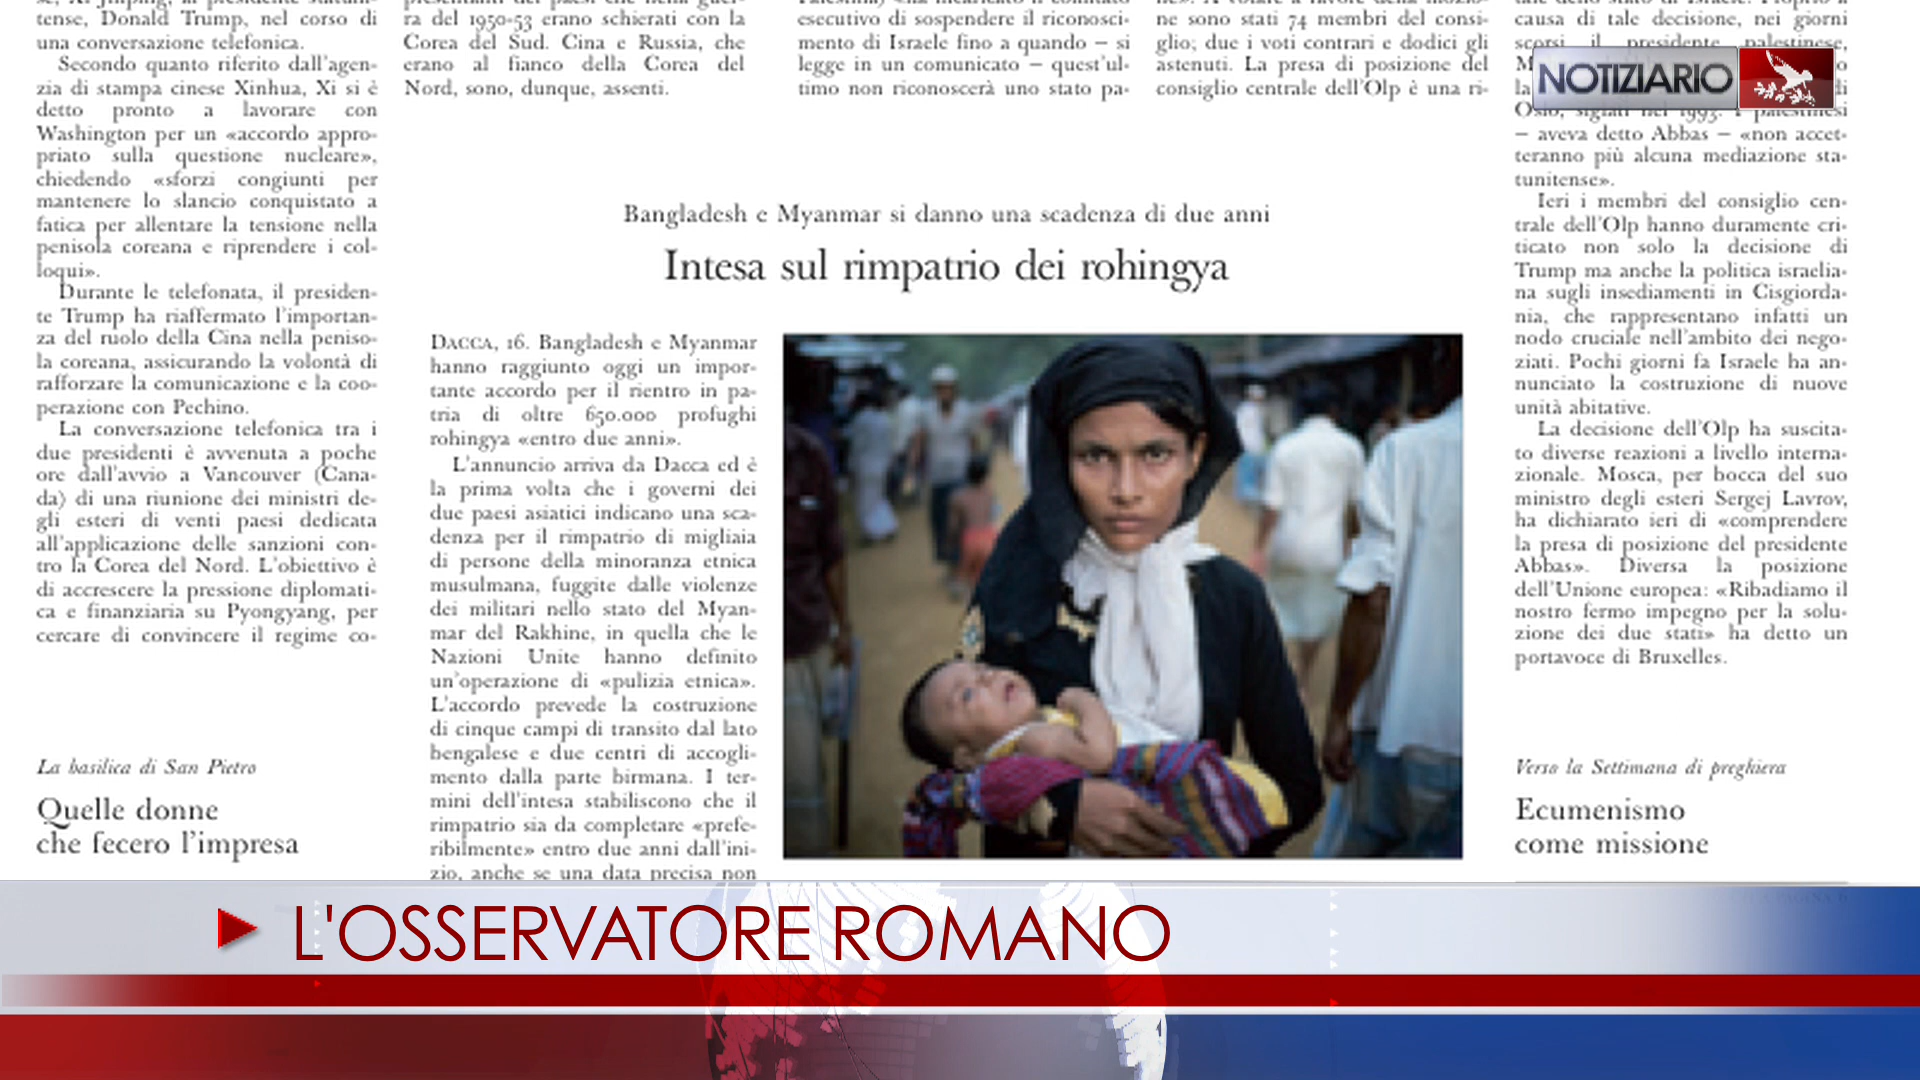 tense, Donald Trump, nel corso di
una conversazione telefonica.
Secondo quanto riferito dall'agen-
zia di stampa cinese Xinhua, Xi si è
detto pronto a lavorare con
Washington per un «accordo appro-
priato sulla questione nucleare»,
chiedendo «sforzi congiunti per
mantenere lo slancio conquistato a
fatica per allentare la tensione nella
penisola coreana e riprendere i col-
loqui».
Durante le telefonata, il presiden-
te Trump ha riaffermato l'importan-
za del ruolo della Cina nella peniso-
la coreana, assicurando la volontà di
rafforzare la comunicazione e la coo-
perazione con Pechino.
La conversazione telefonica tra i
due presidenti è avvenuta a poche
ore dall'avvio a Vancouver (Cana-
da) di una riunione dei ministri de-
gli esteri di venti paesi dedicata
all'applicazione delle sanzioni con-
tro la Corea del Nord. L'obiettivo è
di accrescere la pressione diplomati-
ca e finanziaria su Pyongyang, per
cercare di convincere il regime co-
La basilica di San Pietro
Quelle donne
che fecero l'impresa
ra del 1950-53 erano schierati con la
Corea del Sud. Cina e Russia, che
erano al fianco della Corea del
Nord, sono, dunque, assenti.
esecutivo di sospendere il riconosci-
mento di Israele fino a quando – si
legge in un comunicato – quest'ul-
timo non riconoscerà uno stato pa-
ne sono stati 74 membri del consi-
glio; due i voti contrari e dodici gli
astenuti. La presa di posizione del
consiglio centrale dell'Olp è una ri-
Bangladesh e Myanmar si danno una scadenza di due anni
Intesa sul rimpatrio dei rohingya
DACCA, 16. Bangladesh e Myanmar
hanno raggiunto oggi un impor-
tante accordo per il rientro in pa-
tria di oltre 650.000 profughi
rohingya «entro due anni».
L'annuncio arriva da Dacca ed è
la prima volta che i governi dei
due paesi asiatici indicano una sca-
denza per il rimpatrio di migliaia
di persone della minoranza etnica
musulmana, fuggite dalle violenze
dei militari nello stato del Myan-
mar del Rakhine, in quella che le
Nazioni Unite hanno definito
un'operazione di «pulizia etnica».
L'accordo prevede la costruzione
di cinque campi di transito dal lato
bengalese e due centri di accogli-
mento dalla parte birmana. I ter-
mini dell'intesa stabiliscono che il
rimpatrio sia da completare «prefe-
ribilmente» entro due anni dall'ini-
zio, anche se una data precisa non
causa di tale decisione, nei giorni
scorsi il presidente palestinese,
NOTIZIARIO
Oslo, siglati nel 1993. I palestinesi
– aveva detto Abbas – «non accet-
teranno più alcuna mediazione sta-
tunitense».
Ieri i membri del consiglio cen-
trale dell'Olp hanno duramente cri-
ticato non solo la decisione di
Trump ma anche la politica israelia-
na sugli insediamenti in Cisgiorda-
nia, che rappresentano infatti un
nodo cruciale nell'ambito dei nego-
ziati. Pochi giorni fa Israele ha an-
nunciato la costruzione di nuove
unità abitative.
La decisione dell'Olp ha suscita-
to diverse reazioni a livello interna-
zionale. Mosca, per bocca del suo
ministro degli esteri Sergej Lavrov,
ha dichiarato ieri di «comprendere
la presa di posizione del presidente
Abbas». Diversa la posizione
dell'Unione europea: «Ribadiamo il
nostro fermo impegno per la solu-
zione dei due stati» ha detto un
portavoce di Bruxelles.
Verso la Settimana di preghiera
Ecumenismo
come missione
L'OSSERVATORE ROMANO